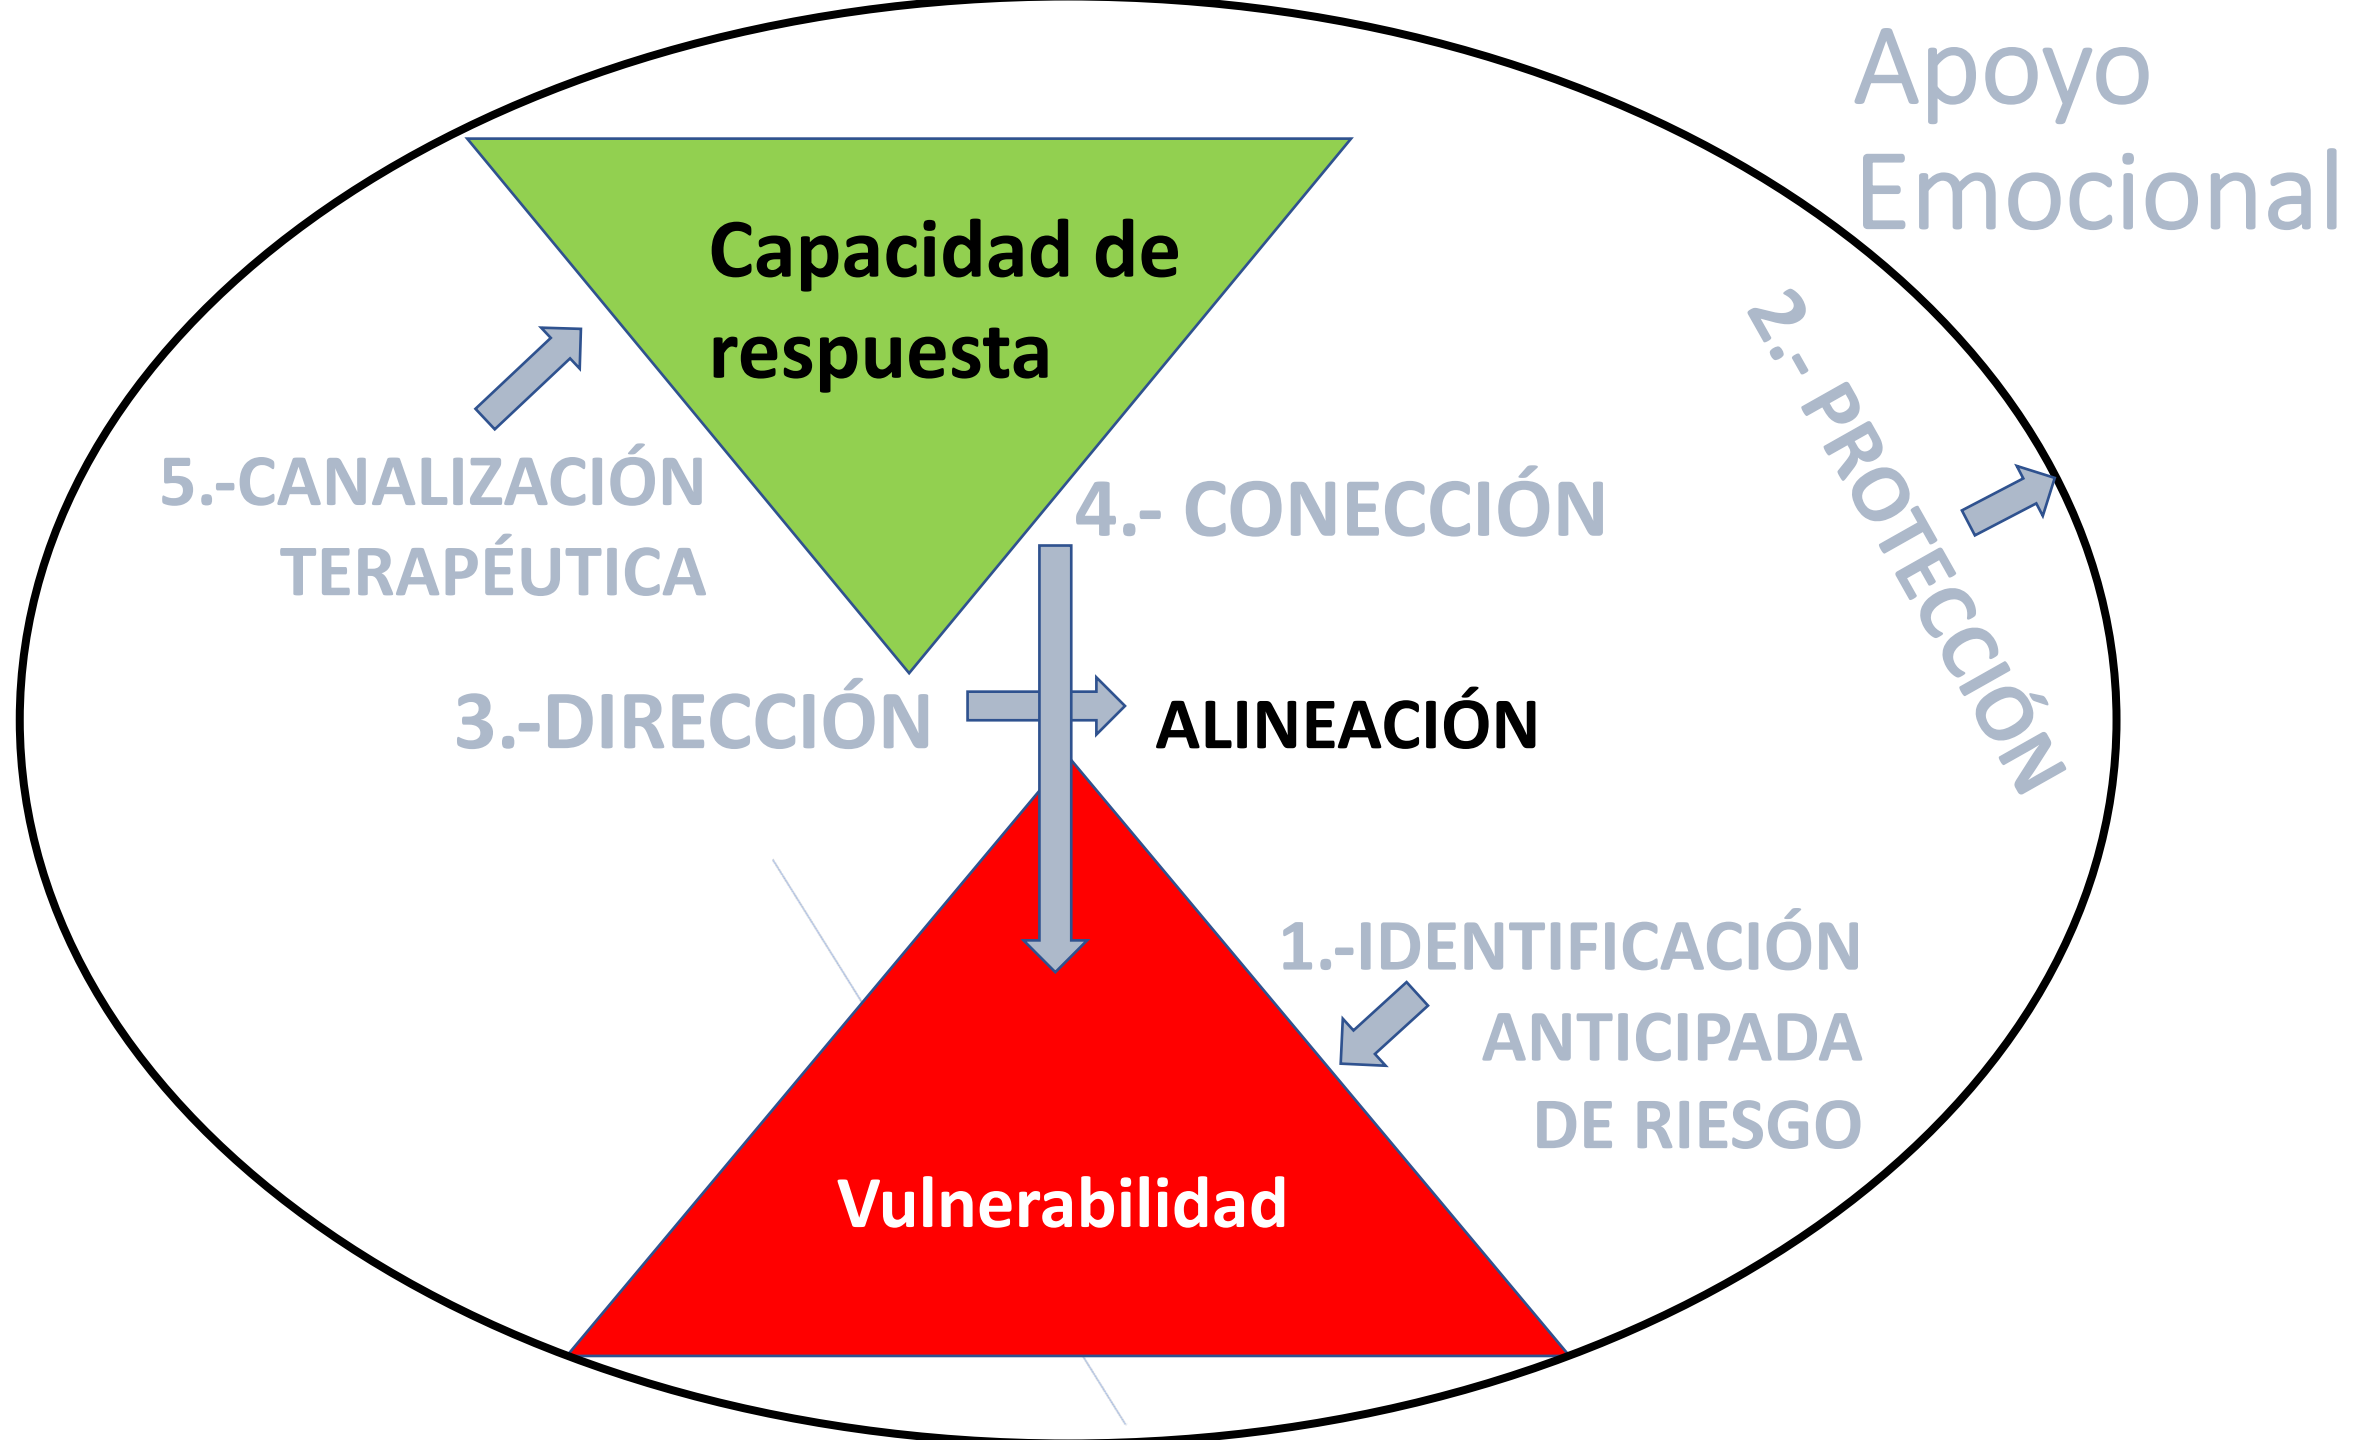 Apoyo
Emocional
Capacidad de
respuesta
2.- PROTECCIÓN
5.-CANALIZACIÓN
TERAPÉUTICA
4.- CONECCIÓN
3.-DIRECCIÓN
ALINEACIÓN
1.-IDENTIFICACIÓN
ANTICIPADA
DE RIESGO
Vulnerabilidad